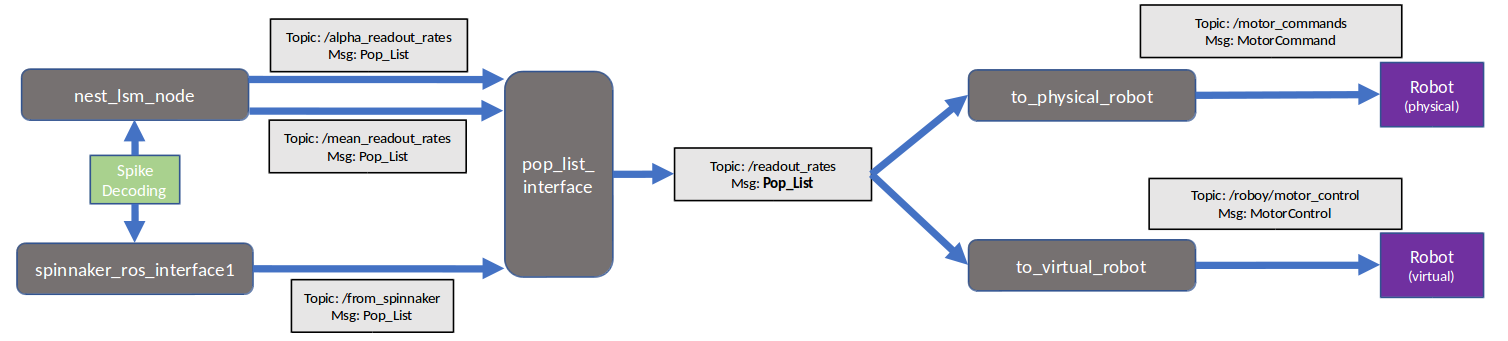 Topic: /alpha_readout_rates
Msg: Pop_List
nest_lsm_node
Topic: /mean_readout_rates
Msg: Pop_List
Spike
Decoding
spinnaker_ros_interface1
Topic: /from_spinnaker
Msg: Pop_List
pop_list_
interface
Topic: /readout_rates
Msg: Pop_List
Topic: /motor_commands
Msg: MotorCommand
to_physical_robot
Robot
(physical)
Topic: /roboy/motor_control
Msg: MotorControl
to_virtual_robot
Robot
(virtual)